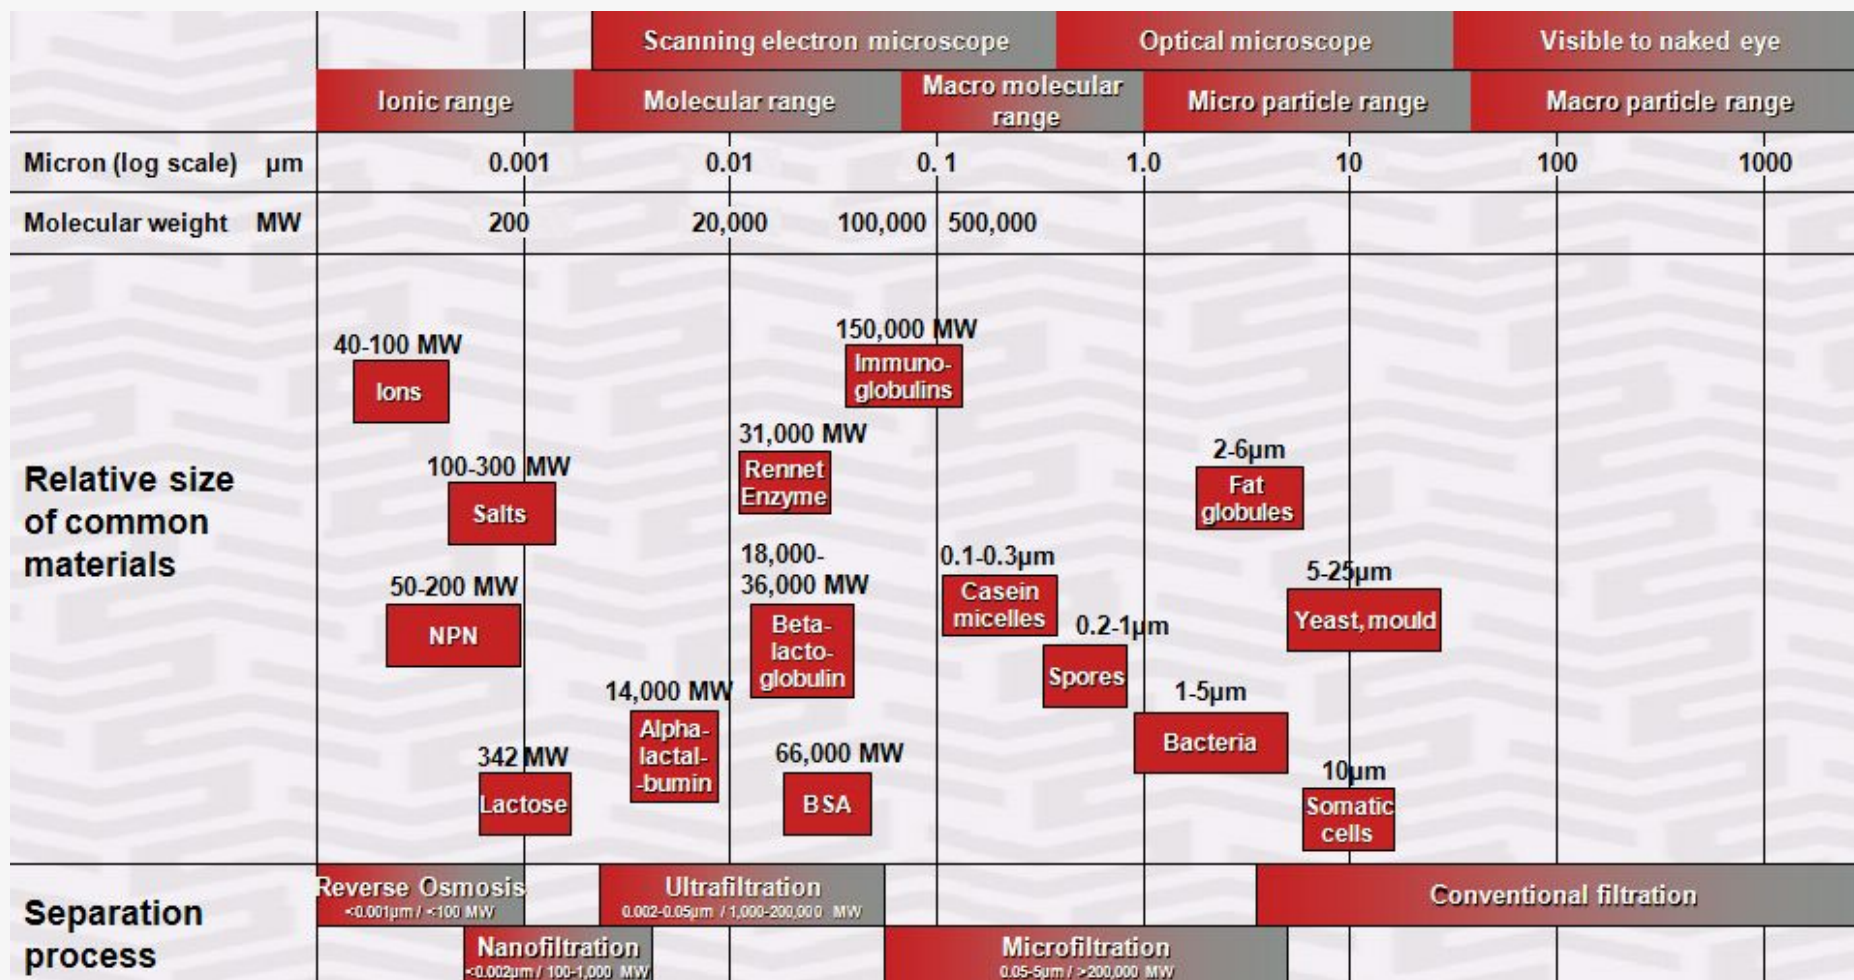 Scanning electron microscope
Optical microscope
Visible to naked eye
Ionic range
Molecular range
Macro molecular
range
Micro particle range
Macro particle range
Micron (log scale) µm
0.001
0.01
0.1
1.0
10
100
1000
Molecular weight MW
200
20,000
100,000
500,000
Relative size
of common
materials
40-100 MW
Ions
100-300 MW
Salts
50-200 MW
NPN
342 MW
Lactose
14,000 MW
Alpha-
lactal-
-bumin
31,000 MW
Rennet
Enzyme
18,000-
36,000 MW
Beta-
lacto-
globulin
66,000 MW
BSA
150,000 MW
Immuno-
globulins
0.1-0.3µm
Casein
micelles
0.2-1µm
Spores
2-6µm
Fat
globules
1-5µm
Bacteria
5-25µm
Yeast, mould
10µm
Somatic
cells
Separation
process
Reverse Osmosis
<0.001µm / <100 MW
Ultrafiltration
0.002-0.05µm / 1,000-200,000 MW
Conventional filtration
Nanofiltration
<0.002µm / 100-1,000 MW
Microfiltration
0.05-5µm / >200,000 MW